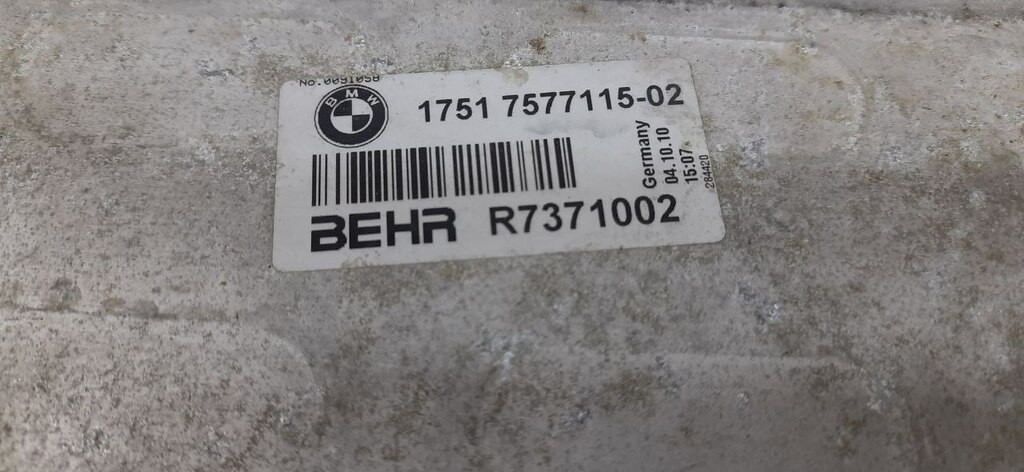 No.0091058
BMW
1751 7577115-02
BEHR R7371002
Germany
04.10.10
15:07
284420